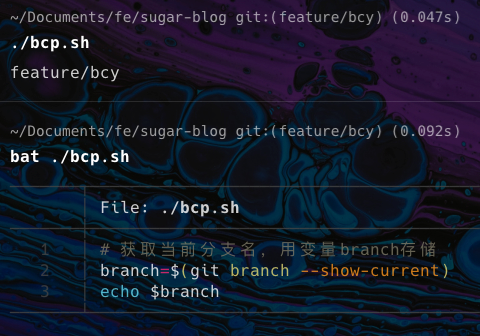 ~/Documents/fe/sugar-blog git:(feature/bcy) (0.047s)
./bcp.sh
feature/bcy
~/Documents/fe/sugar-blog git:(feature/bcy) (0.092s)
bat ./bcp.sh
File: ./bcp.sh
1 # 获取当前分支名，用变量branch存储
2 branch=$(git branch --show-current)
3 echo $branch